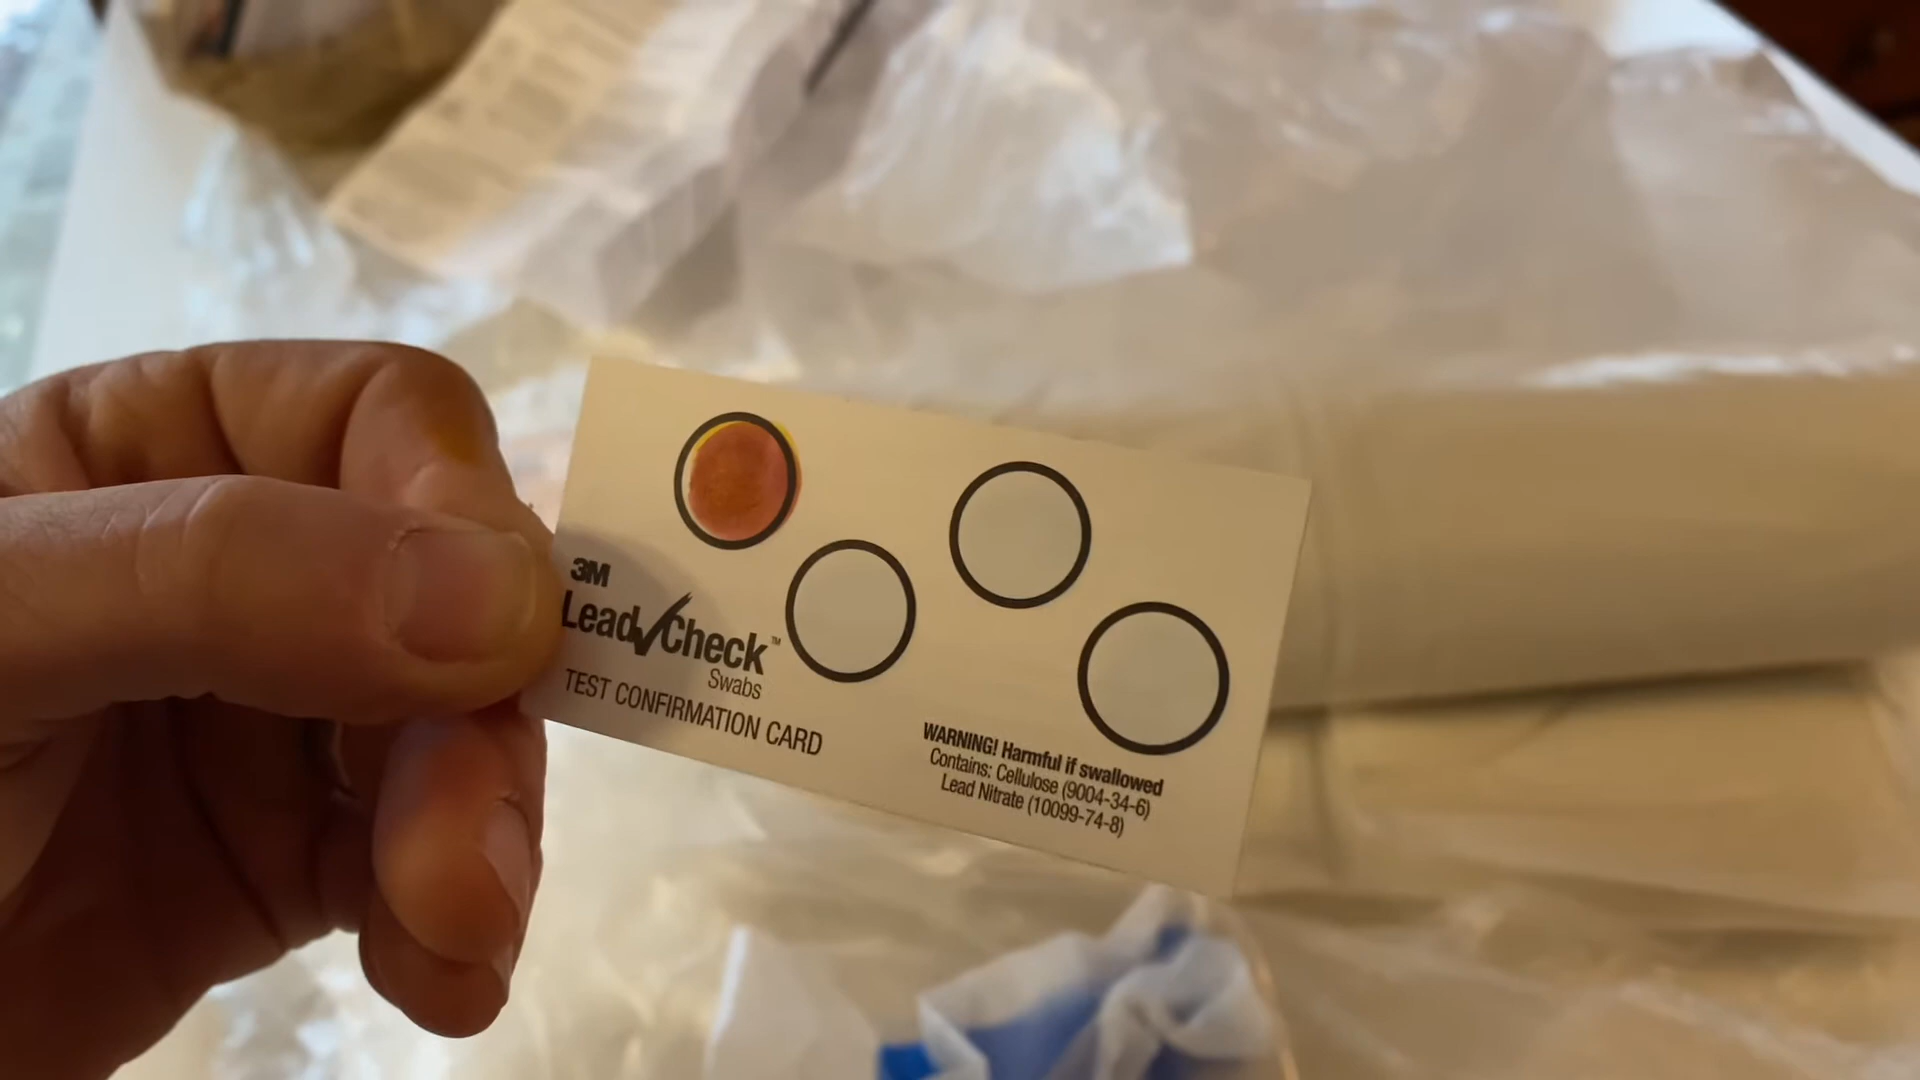 3M
Lead Check™
Swabs
TEST CONFIRMATION CARD
WARNING! Harmful if swallowed
Contains: Cellulose (9004-34-6)
Lead Nitrate (10099-74-8)